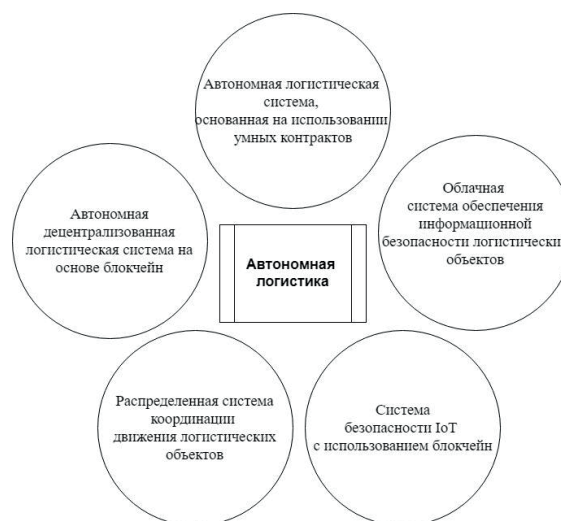 Автономная логистическая
система,
основанная на использовании
умных контрактов
Облачная
система обеспечения
информационной
безопасности логистически
объектов
Автономная
децентрализованная
логистическая система на
основе блокчейн
Автономная
логистика
Распределенная система
координации
движения логистических
объектов
Система
безопасности IoT
с использованием блокчейн